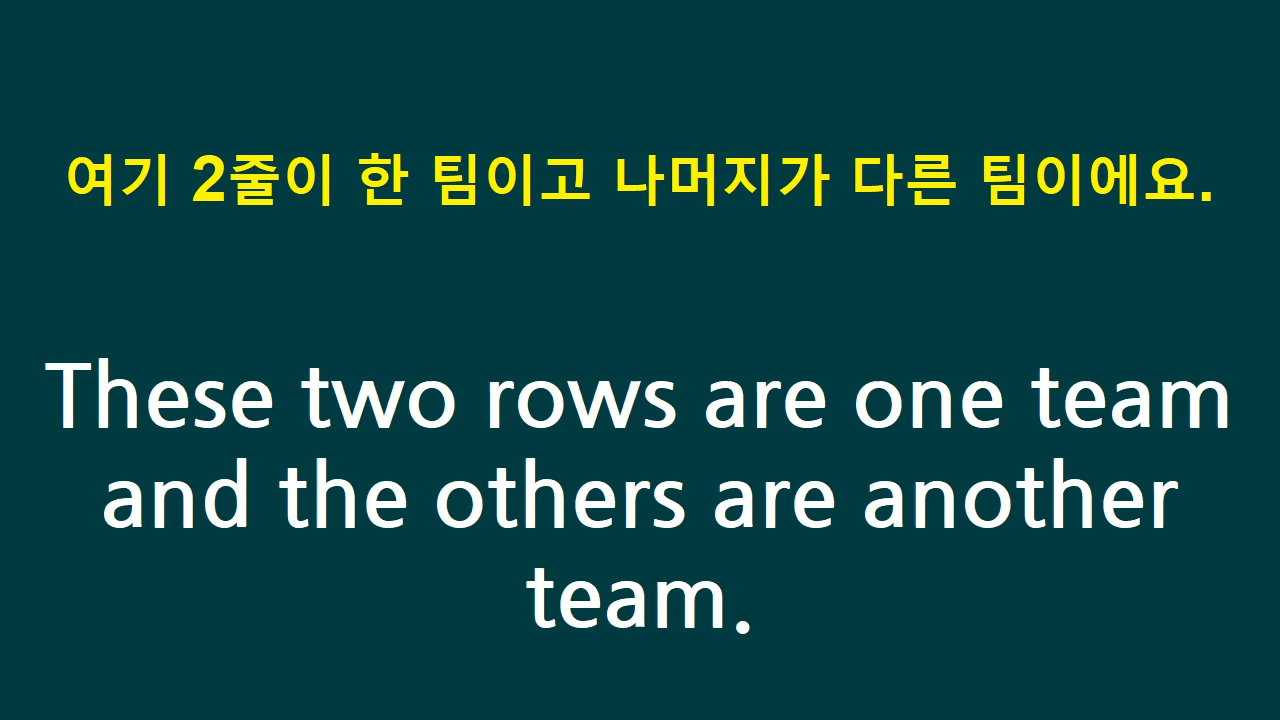 여기 2줄이 한 팀이고 나머지가 다른 팀이에요.
These two rows are one team
and the others are another
team.